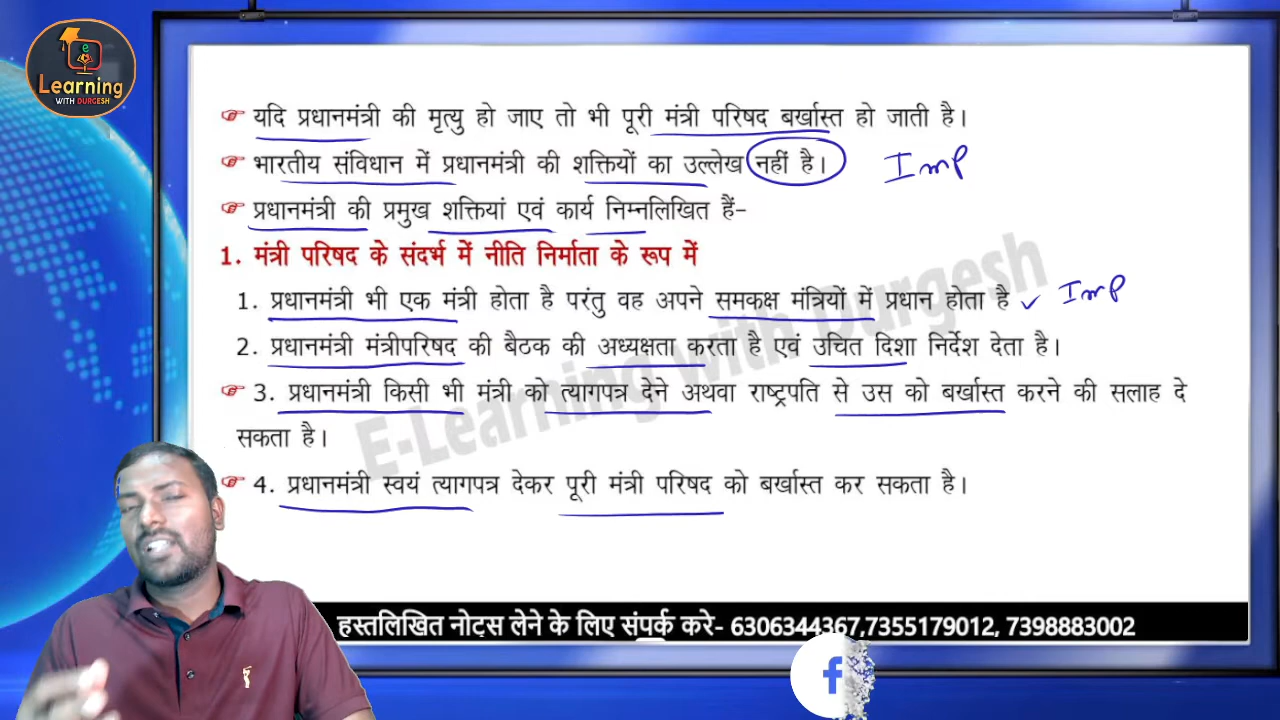 e
Learning
WITH DURGESH
☞ यदि प्रधानमंत्री की मृत्यु हो जाए तो भी पूरी मंत्री परिषद बर्खास्त हो जाती है।
☞ भारतीय संविधान में प्रधानमंत्री की शक्तियों का उल्लेख नहीं है। Imp
☞ प्रधानमंत्री की प्रमुख शक्तियां एवं कार्य निम्नलिखित हैं-
1. मंत्री परिषद के संदर्भ में नीति निर्माता के रूप में
1. प्रधानमंत्री भी एक मंत्री होता है परंतु वह अपने समकक्ष मंत्रियों में प्रधान होता है ✓ Imp
2. प्रधानमंत्री मंत्रीपरिषद की बैठक की अध्यक्षता करता है एवं उचित दिशा निर्देश देता है।
☞ 3. प्रधानमंत्री किसी भी मंत्री को त्यागपत्र देने अथवा राष्ट्रपति से उस को बर्खास्त करने की सलाह दे
सकता है।
☞ 4. प्रधानमंत्री स्वयं त्यागपत्र देकर पूरी मंत्री परिषद को बर्खास्त कर सकता है।
E-Learning with Durgesh
हस्तलिखित नोट्स लेने के लिए संपर्क करे- 6306344367,7355179012, 7398883002
f